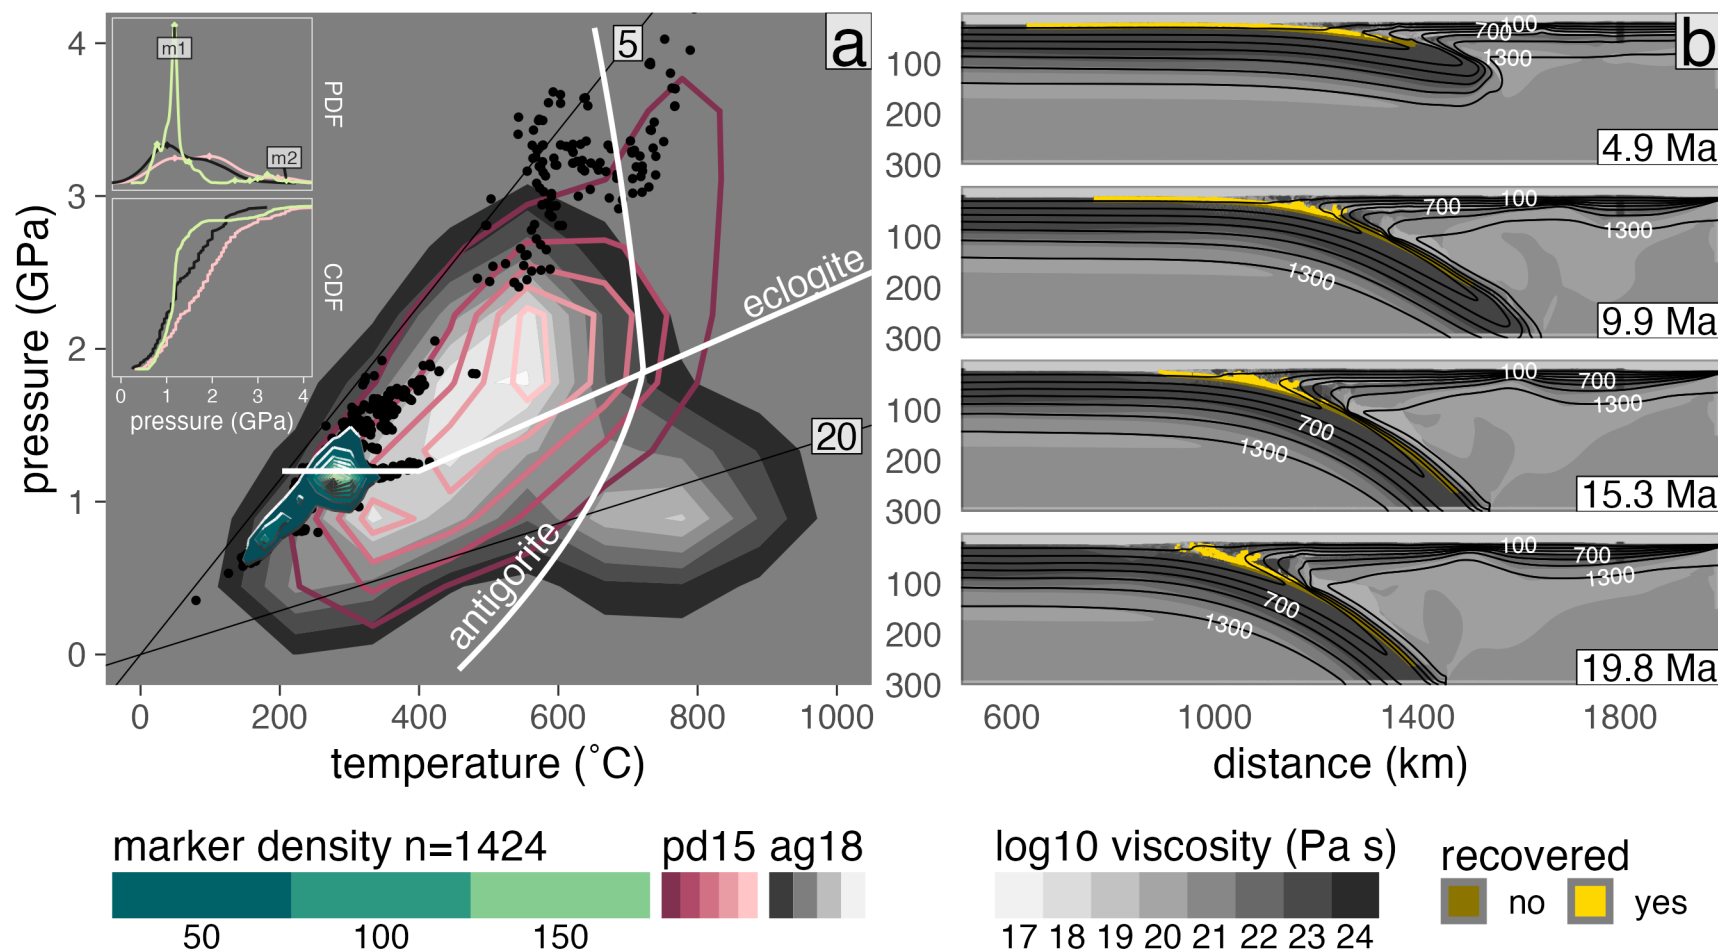 a
m1
m2
PDF
CDF
0 1 2 3 4
pressure (GPa)
5
20
eclogite
antigorite
4
3
2
1
0
pressure (GPa)
0 200 400 600 800 1000
temperature (˚C)
b
100
700
1300
100
200
300
4.9 Ma
100
700
1300
1300
100
200
300
9.9 Ma
100
700
1300
700
1300
100
200
300
15.3 Ma
100
700
1300
700
1300
100
200
300
19.8 Ma
600 1000 1400 1800
distance (km)
marker density n=1424
50 100 150
pd15
ag18
log10 viscosity (Pa s)
17 18 19 20 21 22 23 24
recovered
no yes